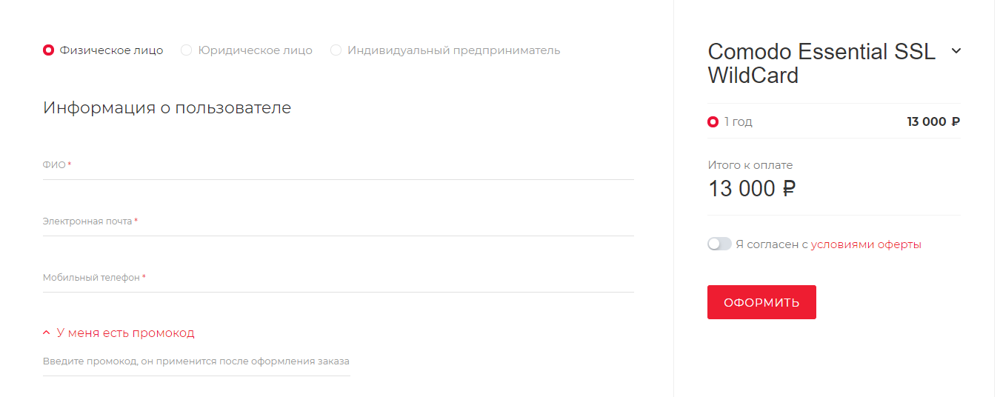 Физическое лицо
Юридическое лицо
Индивидуальный предприниматель
Информация о пользователе
ФИО *
Электронная почта *
Мобильный телефон *
У меня есть промокод
Введите промокод, он применится после оформления заказа
Comodo Essential SSL
WildCard
1 год
13 000 ₽
Итого к оплате
13 000 ₽
Я согласен с условиями оферты
ОФОРМИТЬ